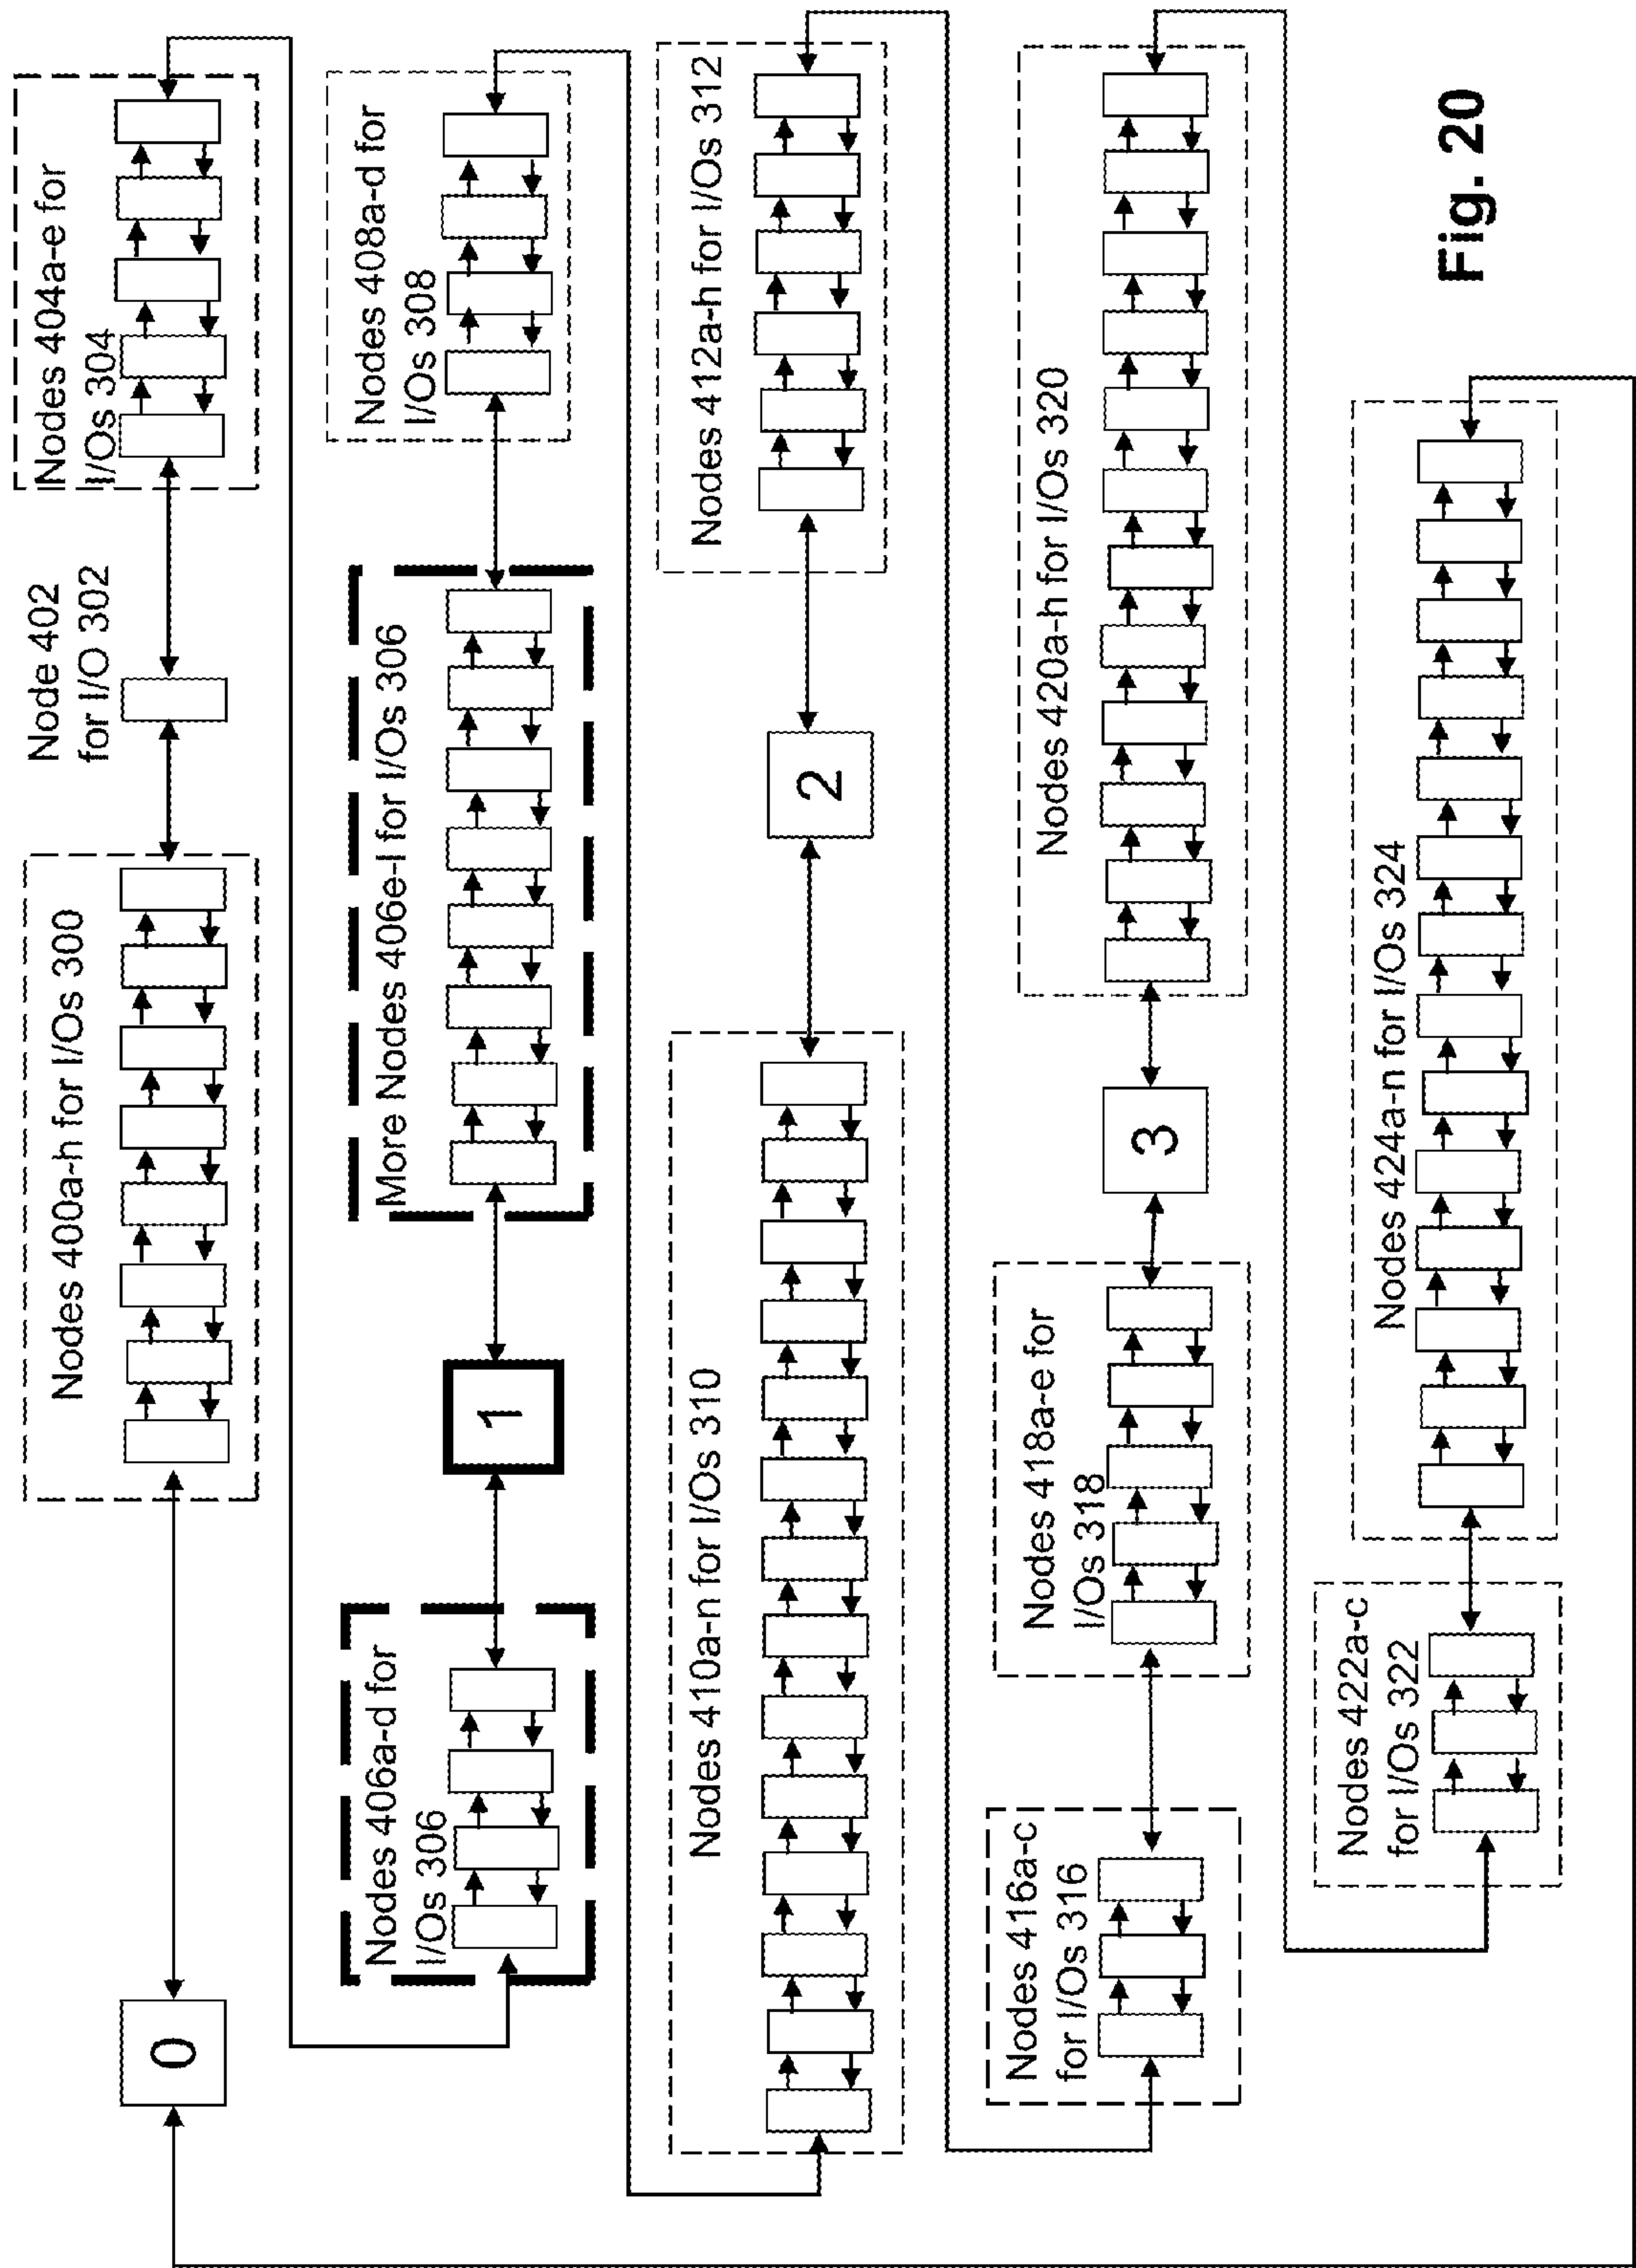 0
Nodes 400a-h for I/Os 300
Node 402
for I/O 302
Nodes 404a-e for
I/Os 304
Nodes 406a-d for
I/Os 306
1
More Nodes 406e-l for I/Os 306
Nodes 408a-d for
I/Os 308
Nodes 410a-n for I/Os 310
2
Nodes 412a-h for I/Os 312
Nodes 416a-c
for I/Os 316
Nodes 418a-e for
I/Os 318
3
Nodes 420a-h for I/Os 320
Nodes 422a-c
for I/Os 322
Nodes 424a-n for I/Os 324
Fig. 20